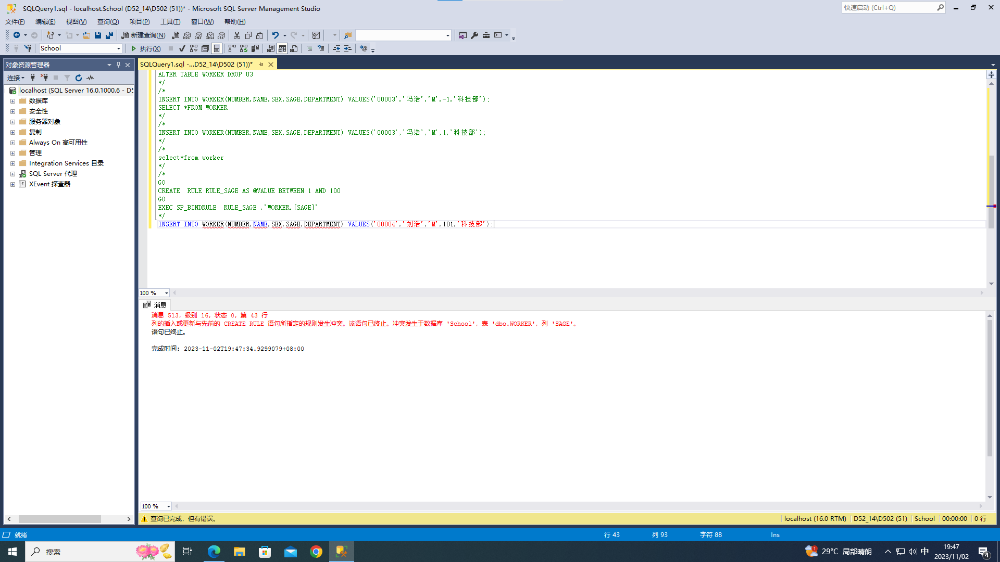 SQLQuery1.sql - localhost.School (D52_14\D502 (51))* - Microsoft SQL Server Management Studio
快速启动 (Ctrl+Q)
文件(F) 编辑(E) 视图(V) 查询(Q) 项目(P) 工具(T) 窗口(W) 帮助(H)
新建查询(N) MDX DMX XMLA DAX
School 执行(X)
对象资源管理器
SQLQuery1.sql -...D52_14\D502 (51))*
连接
localhost (SQL Server 16.0.1000.6 - D5
数据库
安全性
服务器对象
复制
Always On 高可用性
管理
Integration Services 目录
SQL Server 代理
XEvent 探查器
ALTER TABLE WORKER DROP U3
*/
/*
INSERT INTO WORKER(NUMBER,NAME,SEX,SAGE,DEPARTMENT) VALUES('00003','冯浩','M',-1,'科技部');
SELECT *FROM WORKER
*/
/*
INSERT INTO WORKER(NUMBER,NAME,SEX,SAGE,DEPARTMENT) VALUES('00003','冯浩','M',1,'科技部');
*/
/*
select*from worker
*/
/*
GO
CREATE  RULE RULE_SAGE AS @VALUE BETWEEN 1 AND 100
GO
EXEC SP_BINDRULE  RULE_SAGE ,'WORKER.[SAGE]'
*/
INSERT INTO WORKER(NUMBER,NAME,SEX,SAGE,DEPARTMENT) VALUES('00004','刘浩','M',101,'科技部');
100 %
消息
消息 513，级别 16，状态 0，第 43 行
列的插入或更新与先前的 CREATE RULE 语句所指定的规则发生冲突。该语句已终止。冲突发生于数据库 'School'，表 'dbo.WORKER'，列 'SAGE'。
语句已终止。
完成时间: 2023-11-02T19:47:34.9299079+08:00
100 %
查询已完成，但有错误。
localhost (16.0 RTM) D52_14\D502 (51) School 00:00:00 0 行
就绪 行 43 列 93 字符 88 Ins
搜索
1 29°C 局部晴朗 中
19:47
2023/11/02
4